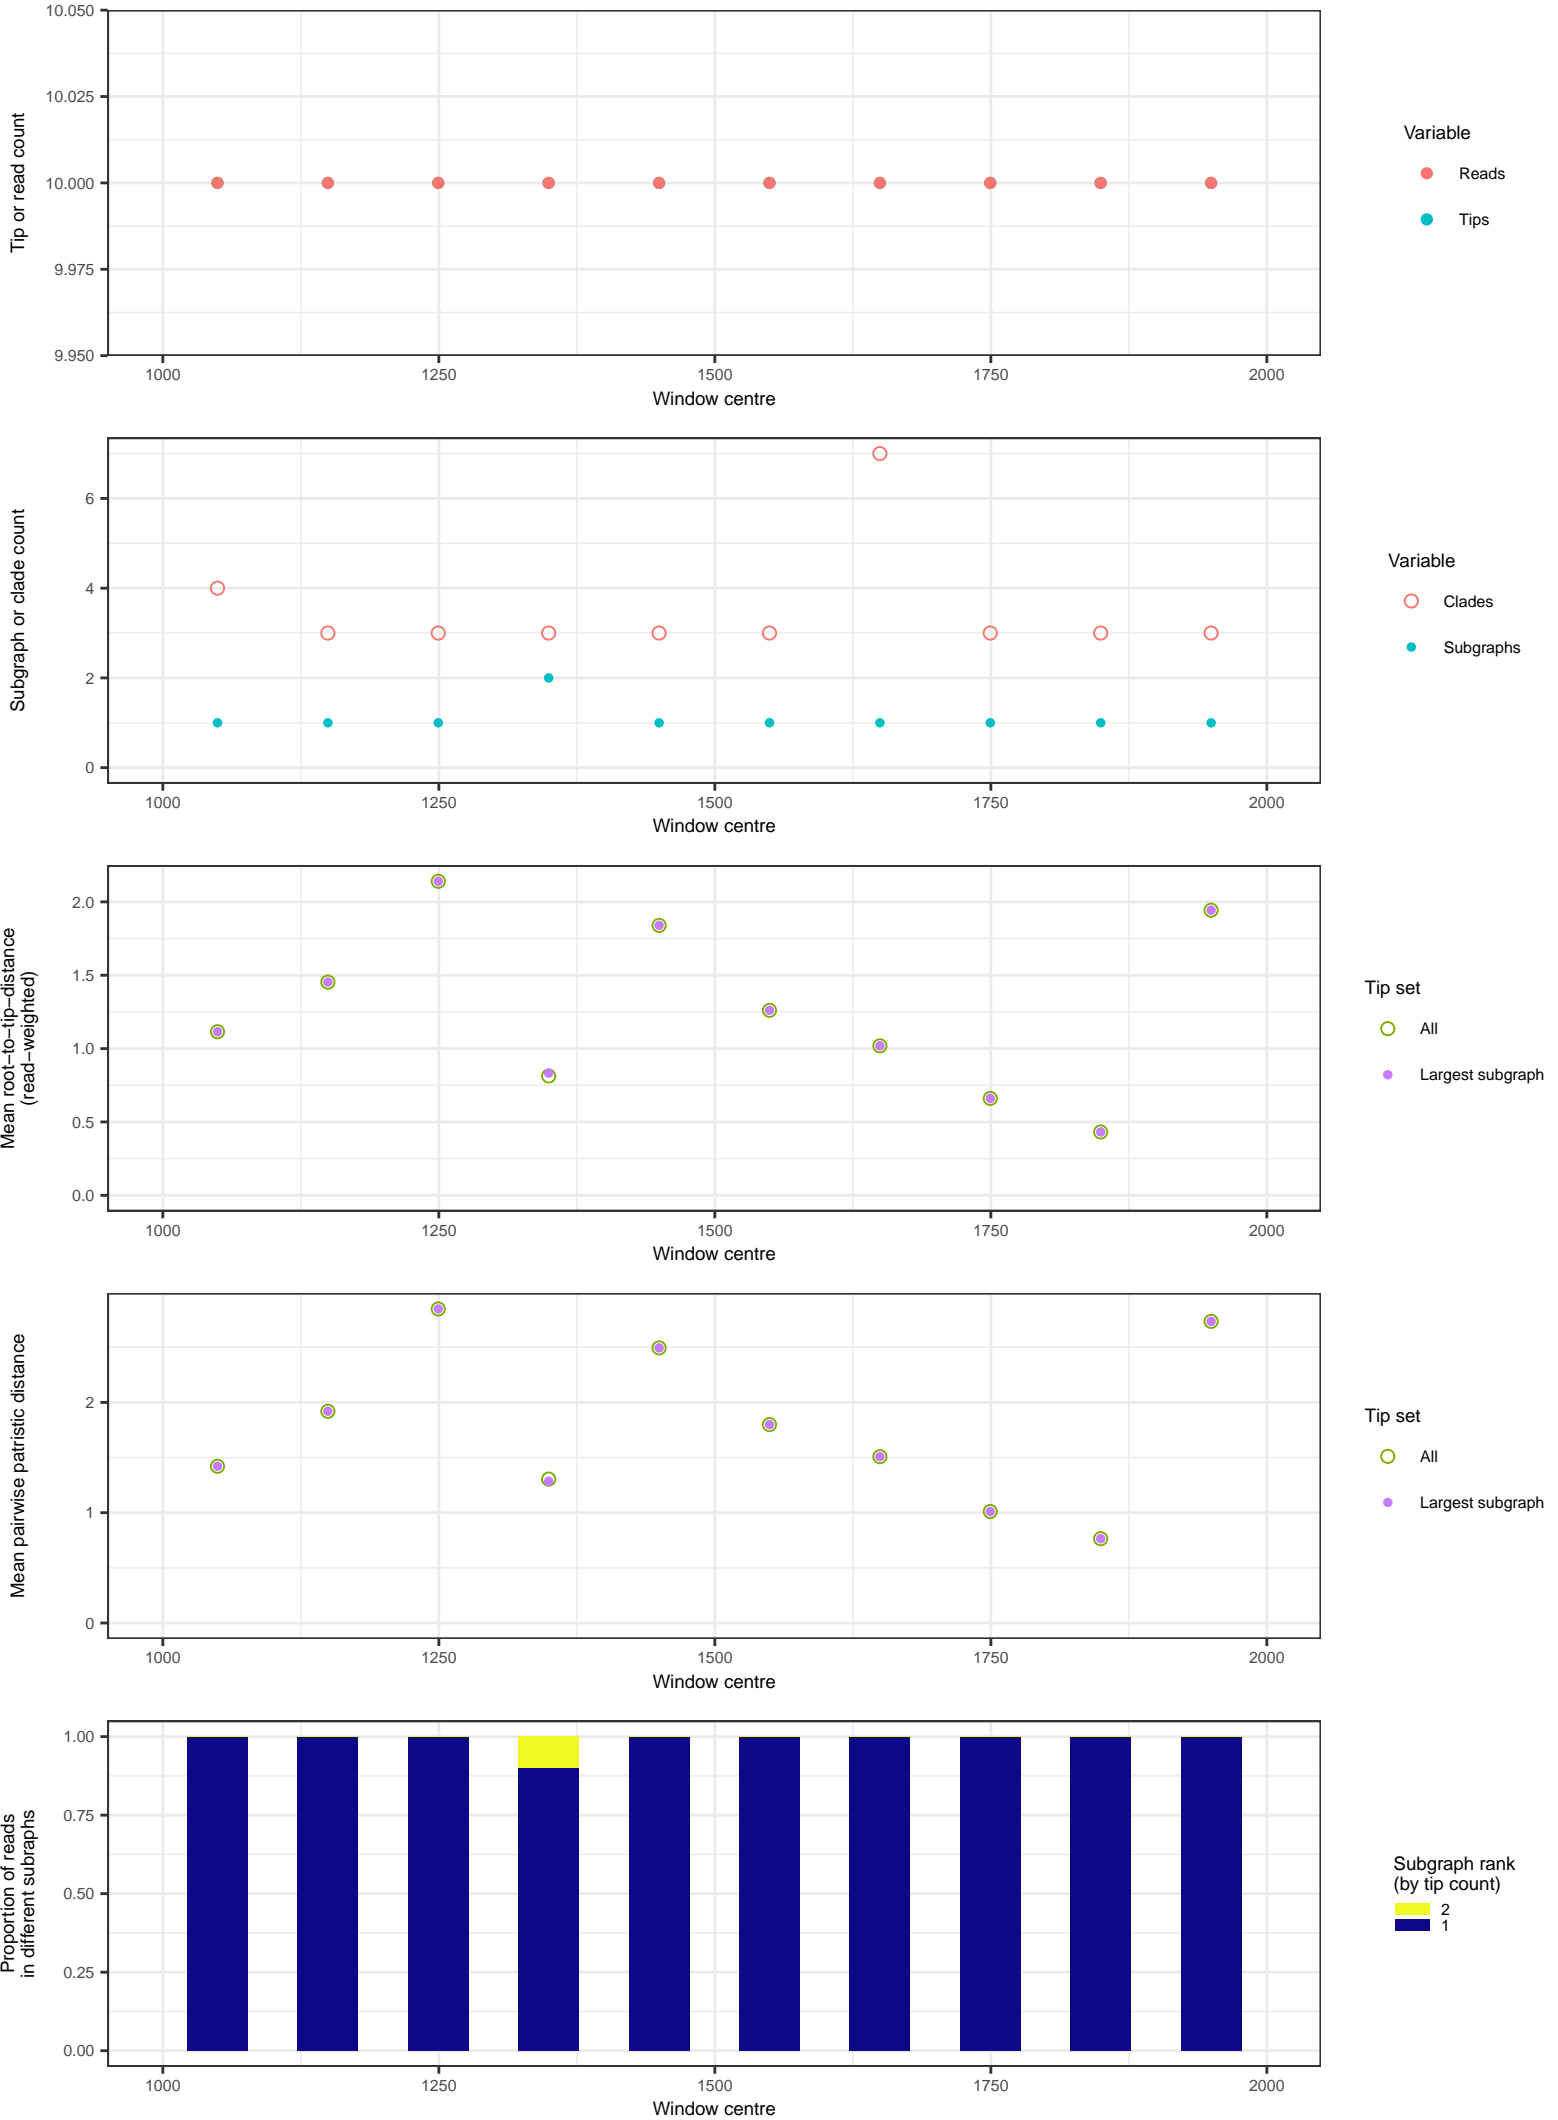 10.050
10.025
10.000
9.975
9.950
Tip or read count
1000 1250 1500 1750 2000
Window centre
Variable
Reads
Tips
6
4
2
0
Subgraph or clade count
1000 1250 1500 1750 2000
Window centre
Variable
Clades
Subgraphs
2.0
1.5
1.0
0.5
0.0
Mean root−to−tip−distance
(read−weighted)
1000 1250 1500 1750 2000
Window centre
Tip set
All
Largest subgraph
2
1
0
Mean pairwise patristic distance
1000 1250 1500 1750 2000
Window centre
Tip set
All
Largest subgraph
1.00
0.75
0.50
0.25
0.00
Proportion of reads
in different subraphs
1000 1250 1500 1750 2000
Window centre
Subgraph rank
(by tip count)
2
1